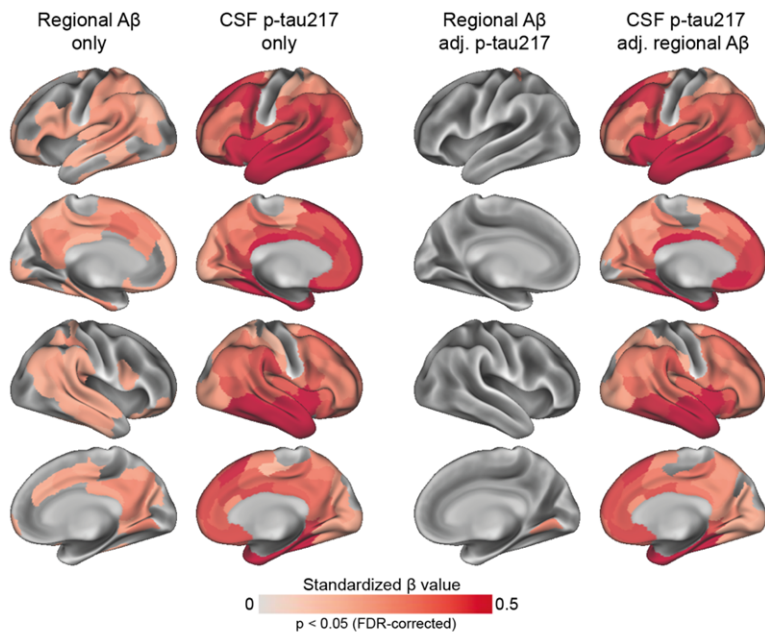 Regional Aβ
only
CSF p-tau217
only
Regional Aβ
adj. p-tau217
CSF p-tau217
adj. regional Aβ
Standardized β value
0
0.5
p < 0.05 (FDR-corrected)